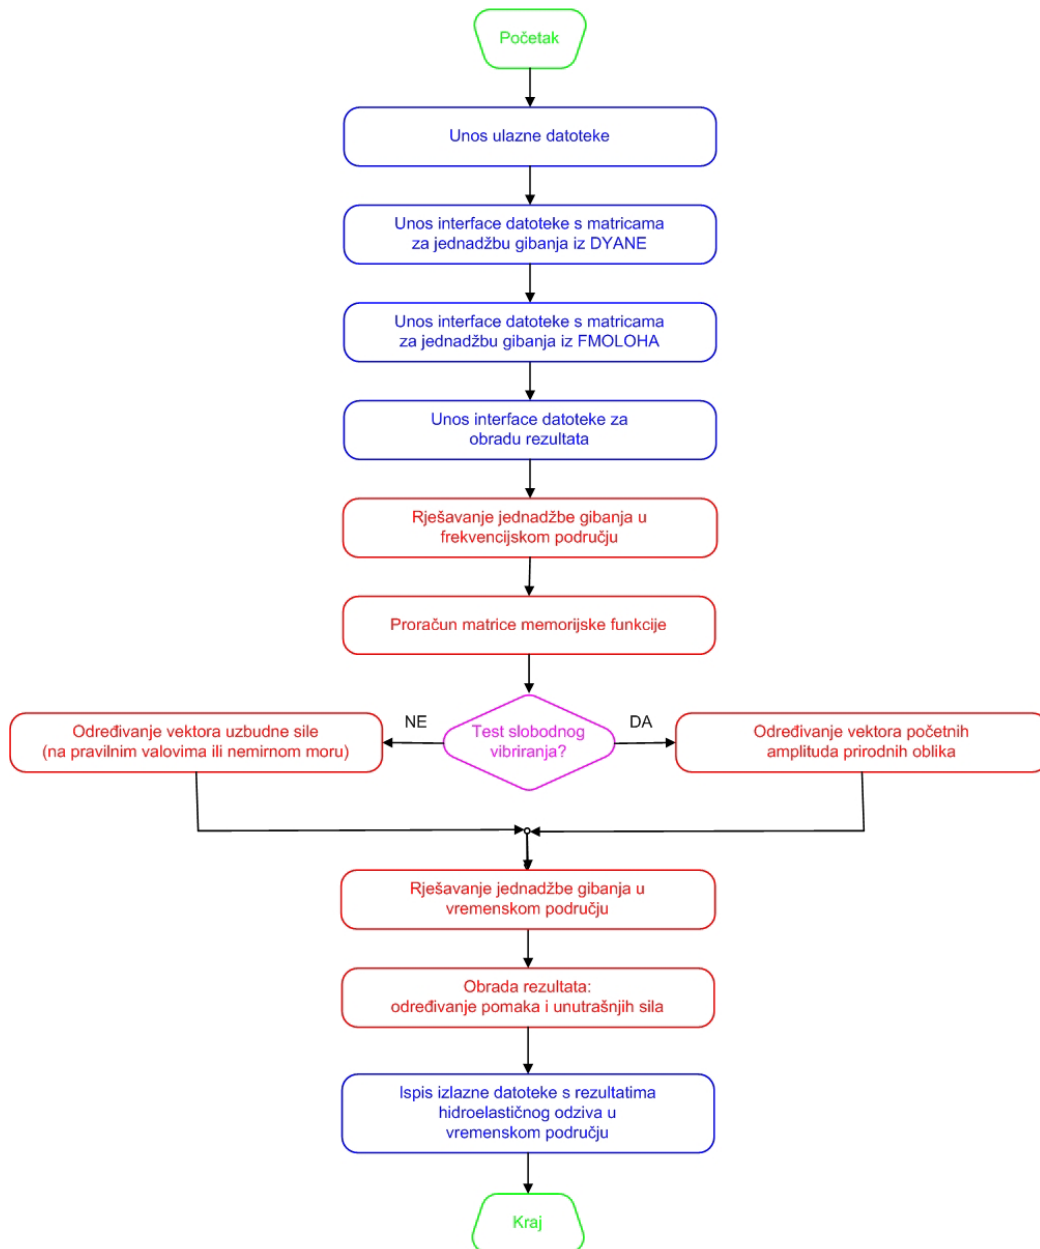 Početak
Unos ulazne datoteke
Unos interface datoteke s matricama
za jednadžbu gibanja iz DYANE
Unos interface datoteke s matricama
za jednadžbu gibanja iz FMOLOHA
Unos interface datoteke za
obradu rezultata
Rješavanje jednadžbe gibanja u
frekvencijskom području
Proračun matrice memorijske funkcije
Određivanje vektora uzbudne sile
(na pravilnim valovima ili nemirnom moru)
NE
Test slobodnog
vibriranja?
DA
Određivanje vektora početnih
amplituda prirodnih oblika
Rješavanje jednadžbe gibanja u
vremenskom području
Obrada rezultata:
određivanje pomaka i unutrašnjih sila
Ispis izlazne datoteke s rezultatima
hidroelastičnog odziva u
vremenskom području
Kraj